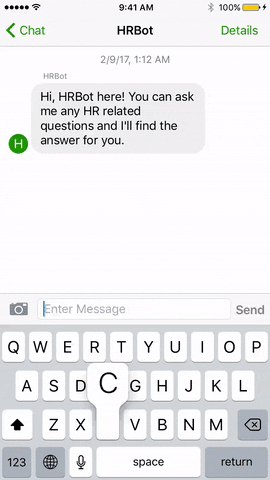 9:41 AM
100%
Chat
HRBot
Details
2/9/17, 1:12 AM
HRBot
Hi, HRBot here! You can ask
me any HR related
questions and I'll find the
answer for you.
H
Enter Message
Send
Q W E R T Y U I O P
A S D C G H J K L
Z X V B N M
123
space
return